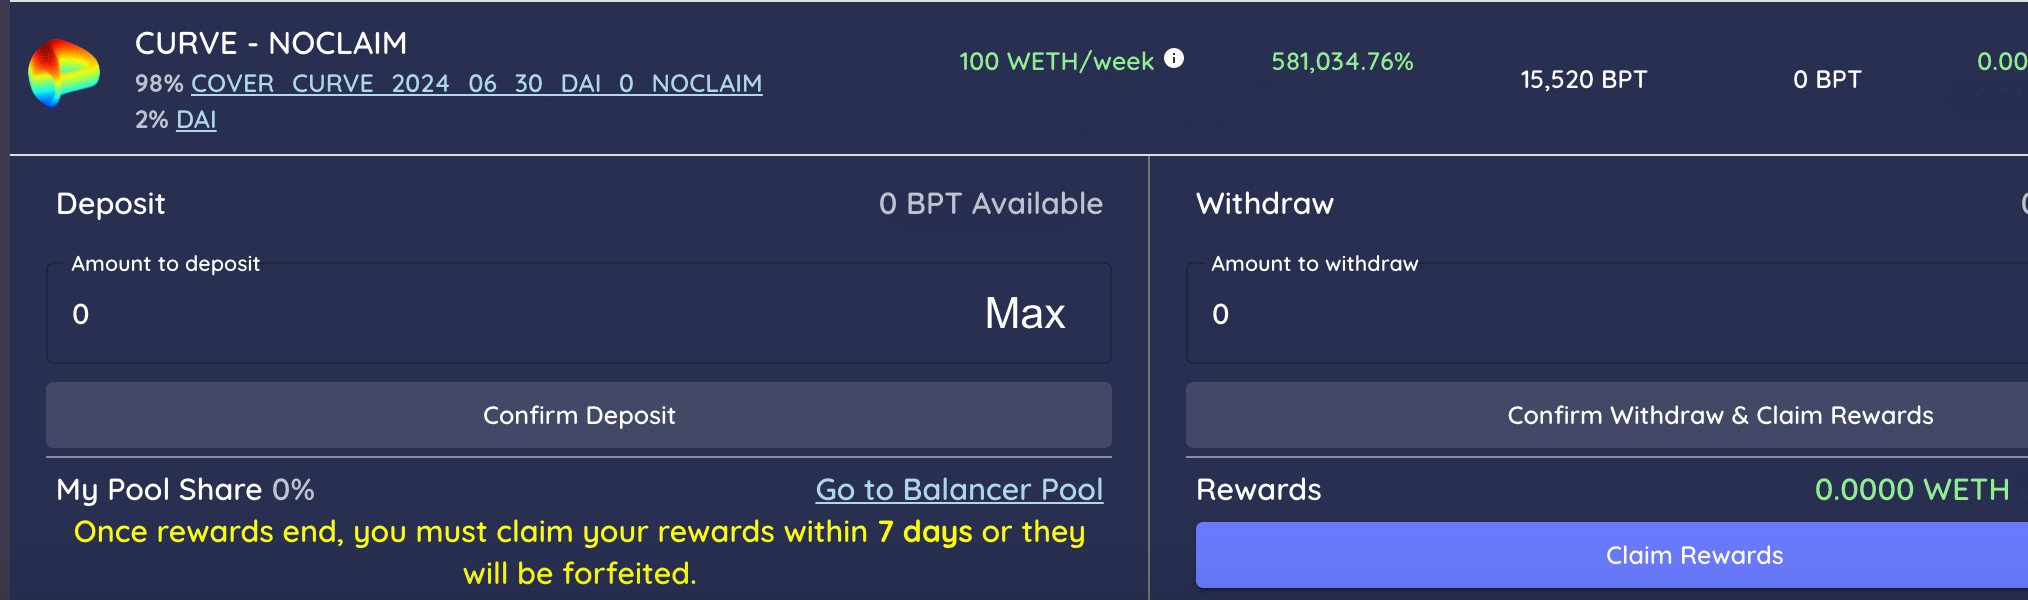 CURVE - NOCLAIM
98% COVER_CURVE_2024_06_30_DAI_0_NOCLAIM
2% DAI
100 WETH/week
581,034.76%
15,520 BPT
0 BPT
0.00
Deposit
0 BPT Available
Amount to deposit
0
Max
Confirm Deposit
My Pool Share 0%
Go to Balancer Pool
Once rewards end, you must claim your rewards within 7 days or they
will be forfeited.
Withdraw
Amount to withdraw
0
Confirm Withdraw & Claim Rewards
Rewards
0.0000 WETH
Claim Rewards